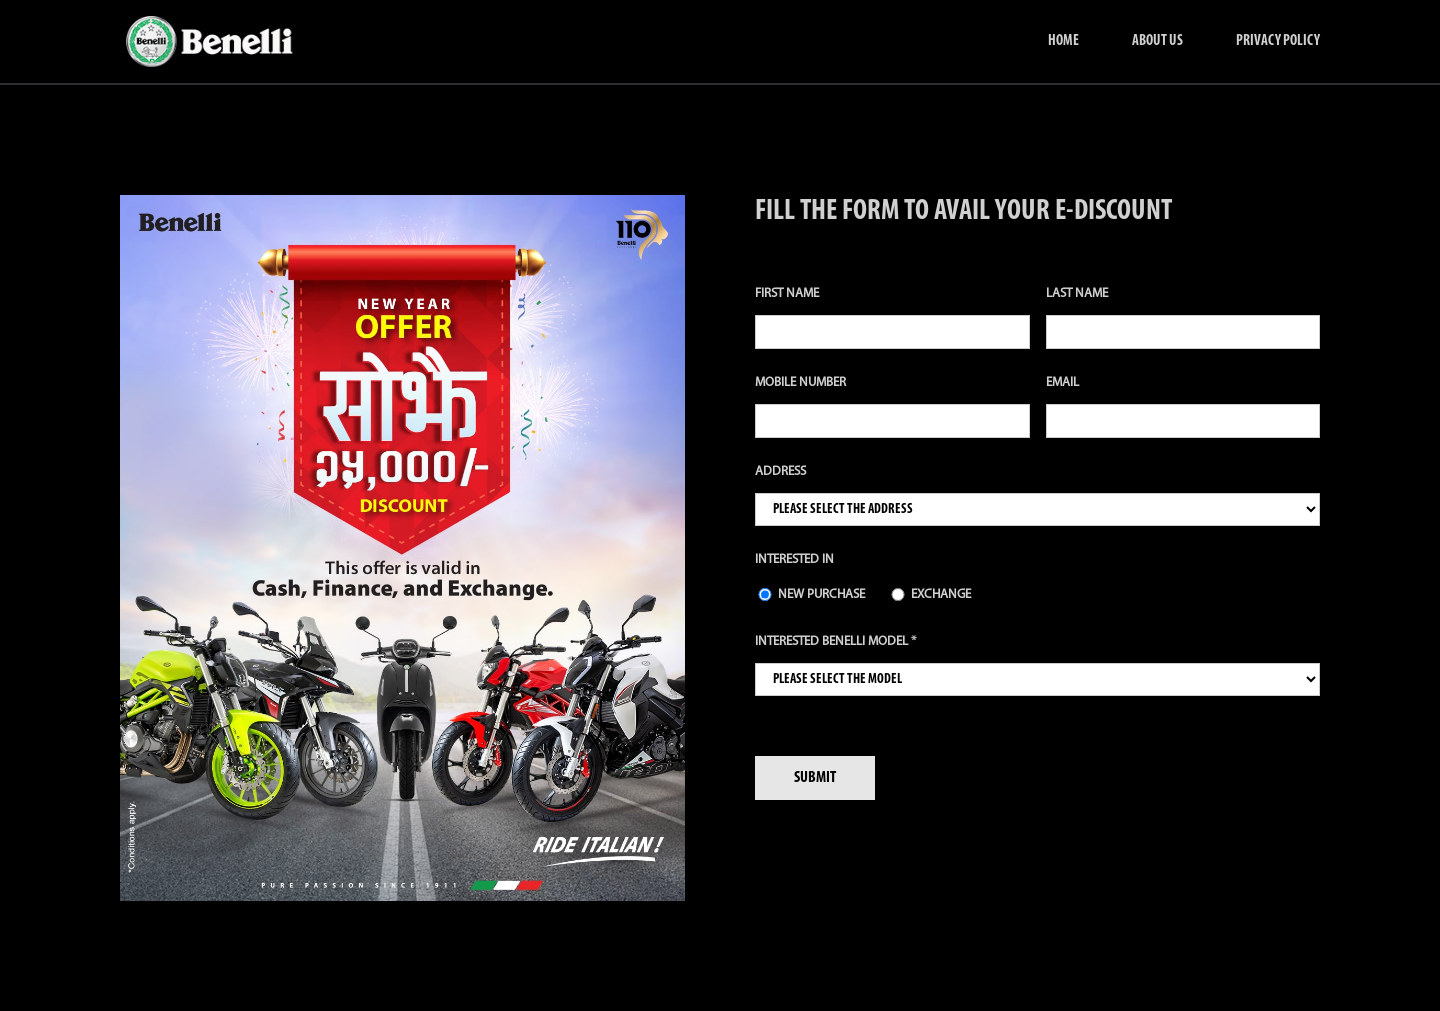 Benelli
Benelli
HOME
ABOUT US
PRIVACY POLICY
Benelli
110
Benelli
NEW YEAR
OFFER
सोझै
२५,०००/-
DISCOUNT
This offer is valid in
Cash, Finance, and Exchange.
*Conditions apply.
RIDE ITALIAN!
PURE PASSION SINCE 1911
FILL THE FORM TO AVAIL YOUR E-DISCOUNT
FIRST NAME
LAST NAME
MOBILE NUMBER
EMAIL
ADDRESS
PLEASE SELECT THE ADDRESS
INTERESTED IN
NEW PURCHASE
EXCHANGE
INTERESTED BENELLI MODEL *
PLEASE SELECT THE MODEL
SUBMIT